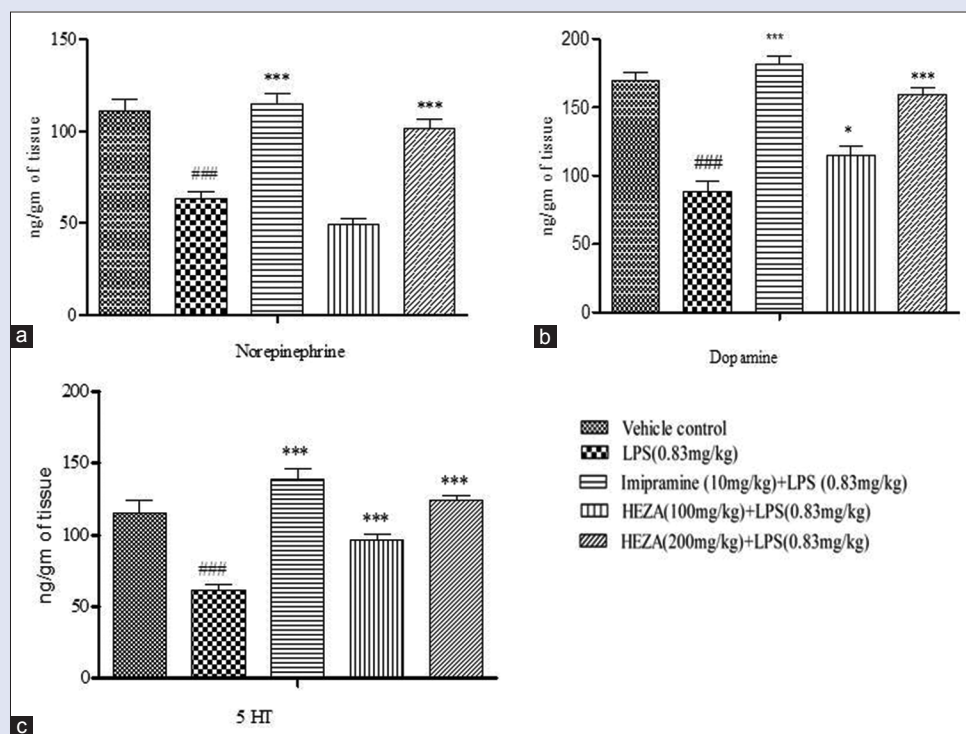 150
100
50
0
ng/gm of tissue
###
***
***
a
Norepinephrine
200
150
100
50
0
ng/gm of tissue
###
***
*
***
b
Dopamine
200
150
100
50
0
ng/gm of tissue
###
***
***
***
c
5 HT
Vehicle control
LPS(0.83mg/kg)
Imipramine (10mg/kg)+LPS (0.83mg/kg)
HEZA(100mg/kg)+LPS(0.83mg/kg)
HEZA(200mg/kg)+LPS(0.83mg/kg)